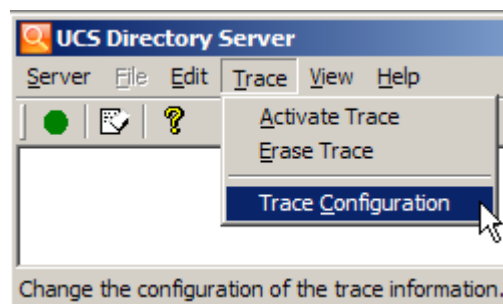 UCS Directory Server
Server File Edit Trace View Help
Activate Trace
Erase Trace
Trace Configuration
Change the configuration of the trace information.